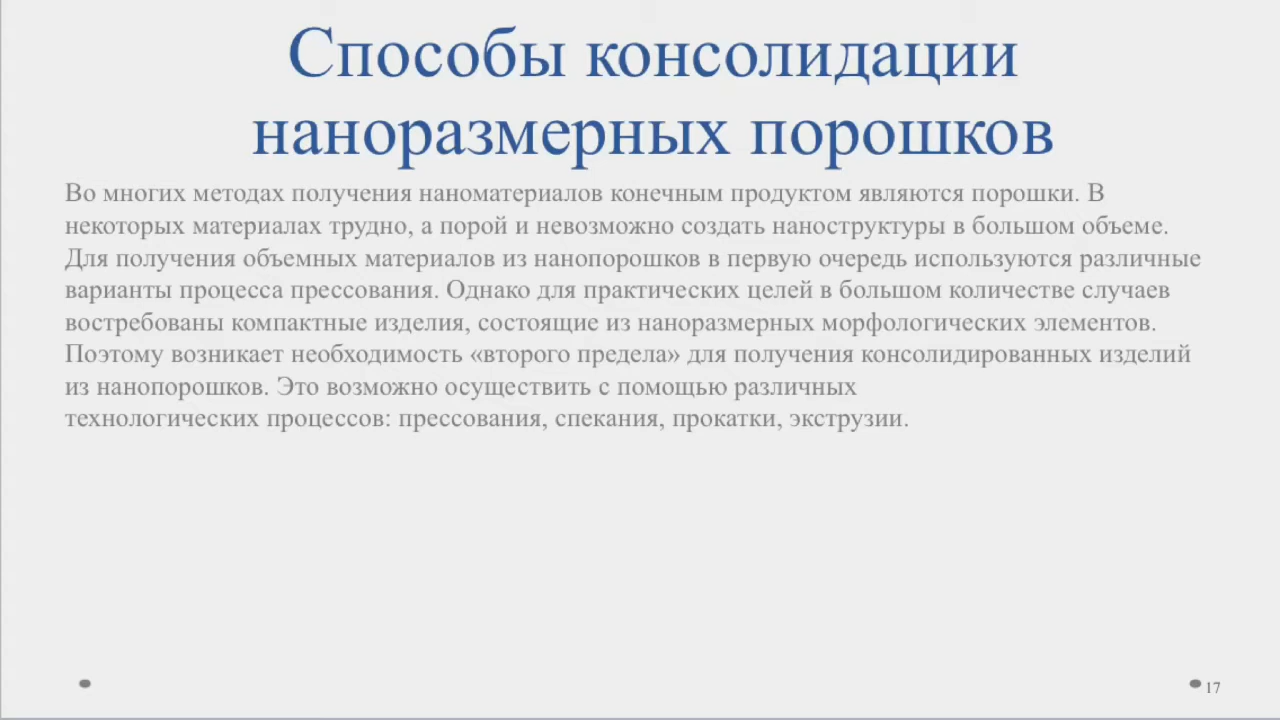 Способы консолидации
наноразмерных порошков
Во многих методах получения наноматериалов конечным продуктом являются порошки. В
некоторых материалах трудно, а порой и невозможно создать наноструктуры в большом объеме.
Для получения объемных материалов из нанопорошков в первую очередь используются различные
варианты процесса прессования. Однако для практических целей в большом количестве случаев
востребованы компактные изделия, состоящие из наноразмерных морфологических элементов.
Поэтому возникает необходимость «второго предела» для получения консолидированных изделий
из нанопорошков. Это возможно осуществить с помощью различных
технологических процессов: прессования, спекания, прокатки, экструзии.
17